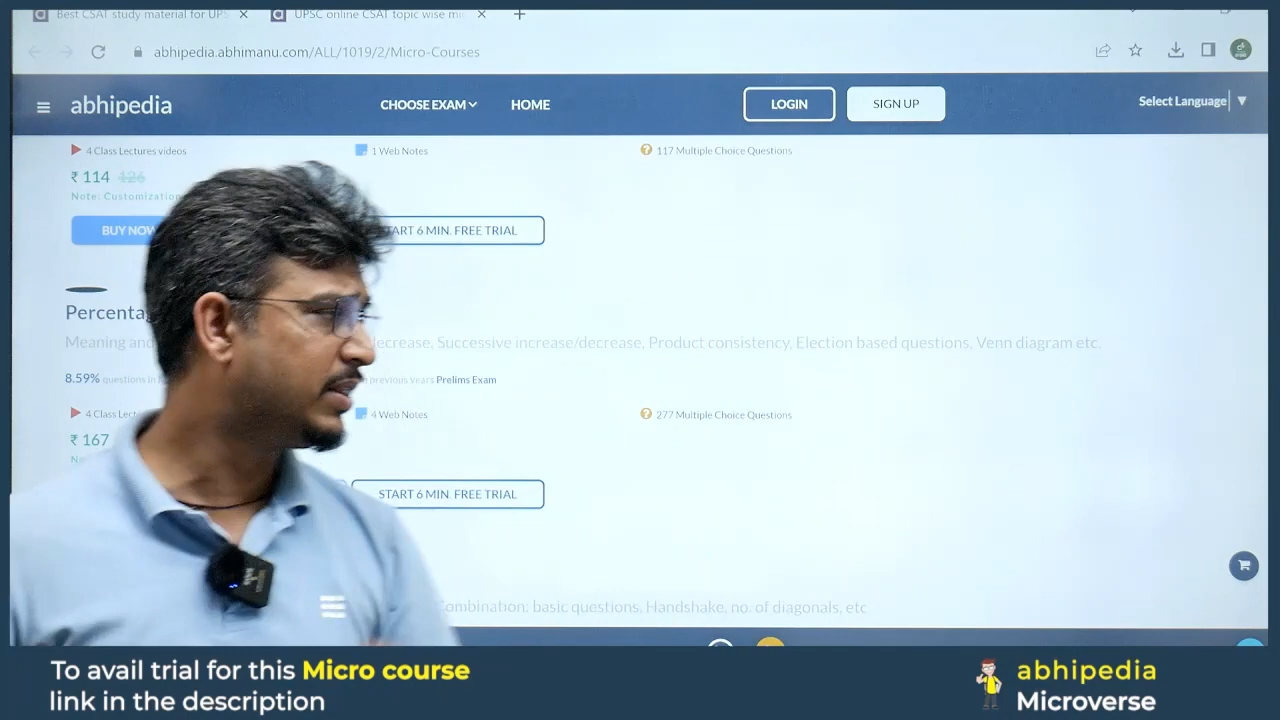 Best CSAT study material for UPS
UPSC online CSAT topic wise mi
abhipedia.abhimanu.com/ALL/1019/2/Micro-Courses
abhipedia
CHOOSE EXAM
HOME
LOGIN
SIGN UP
Select Language
4 Class Lectures videos
1 Web Notes
117 Multiple Choice Questions
₹ 114 126
Note: Customization
BUY NOW
START 6 MIN. FREE TRIAL
Percentag
Meaning and decrease, Successive increase/decrease, Product consistency, Election based questions, Venn diagram etc.
8.59% questions in previous years Prelims Exam
4 Class Lect
4 Web Notes
277 Multiple Choice Questions
₹ 167
START 6 MIN. FREE TRIAL
Combination: basic questions, Handshake, no. of diagonals, etc
To avail trial for this Micro course
link in the description
abhipedia
Microverse